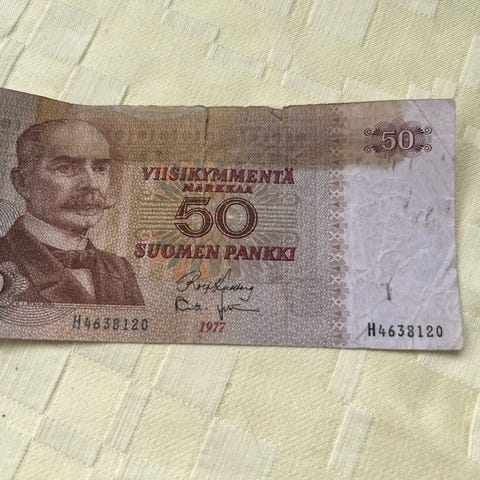 50
VIISIKYMMENTÄ
MARKKAA
50
SUOMEN PANKKI
H4638120
1977
H4638120